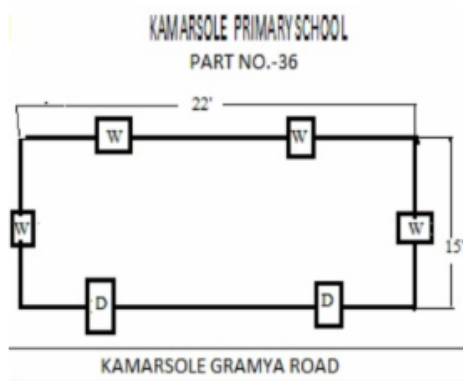 KAMARSOLE PRIMARY SCHOOL
PART NO.-36
22'
W W
W W
15'
D D
KAMARSOLE GRAMYA ROAD